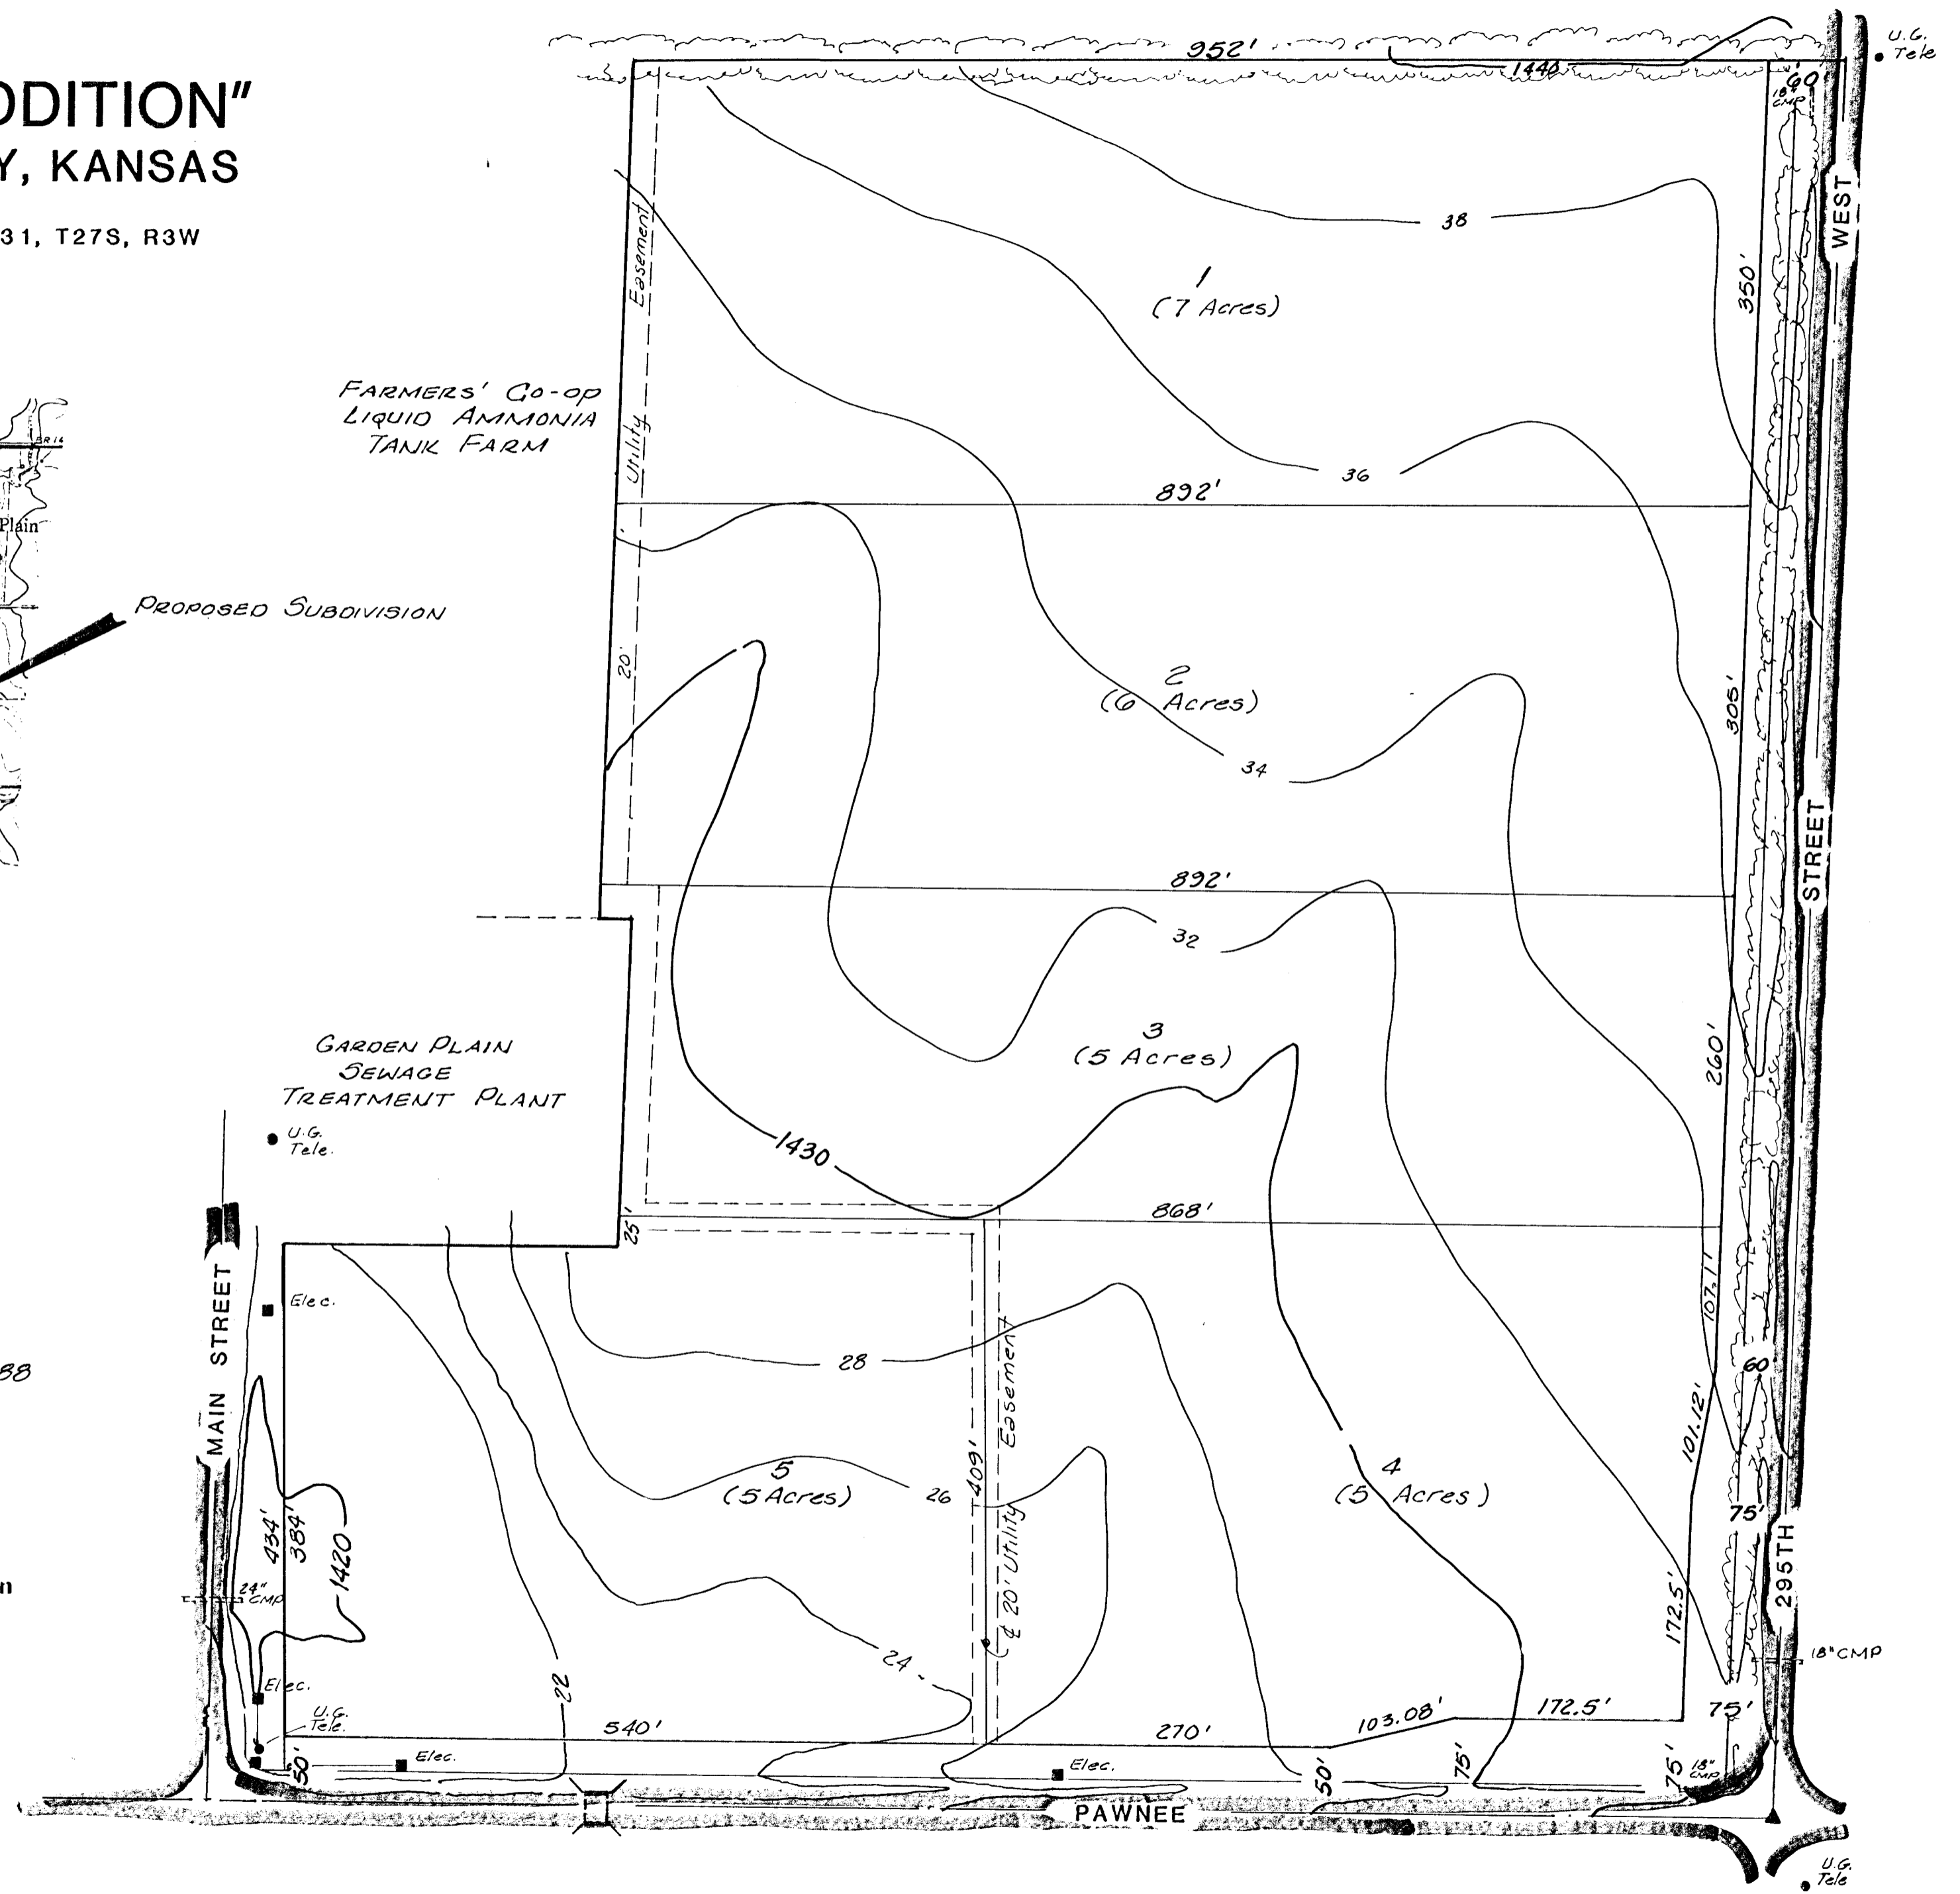 DDITION"
Y, KANSAS
31, T27S, R3W
952'
1440
60'
18"
CMP
U.G.
Tele
WEST
38
350'
1
(7 Acres)
Easement
FARMERS' CO-OP
LIQUID AMMONIA
TANK FARM
Utility
36
892'
Plain
PROPOSED SUBDIVISION
20'
2
(6 Acres)
305'
34
STREET
892'
32
3
(5 Acres)
260'
GARDEN PLAIN
SEWAGE
TREATMENT PLANT
U.G.
Tele.
1430
868'
25'
MAIN STREET
Elec.
107.1'
28
60
Easement
88
101.12'
5
(5 Acres)
26
409'
4
(5 Acres)
75'
434'
384'
1420
295TH
n
24"
CMP
℄ 20' Utility
172.5'
18" CMP
24
22
Elec.
U.G.
Tele.
540'
270'
103.08'
172.5'
75'
50'
Elec.
Elec.
50'
75'
75'
18"
CMP
PAWNEE
U.G.
Tele